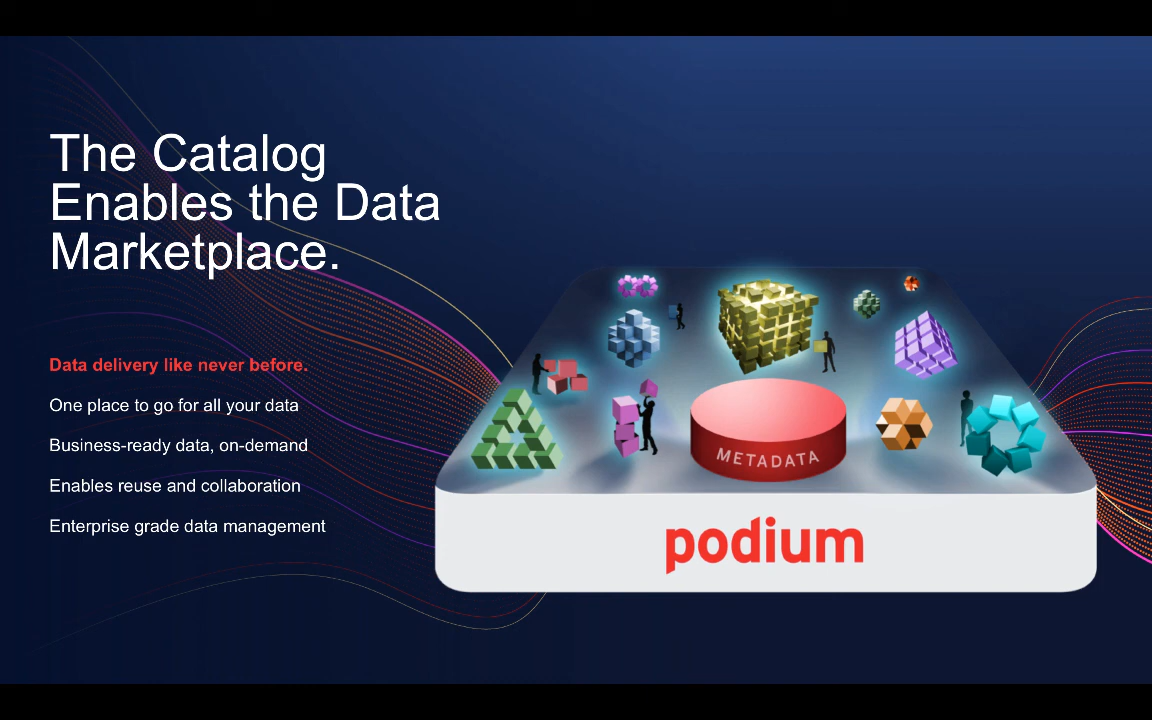 The Catalog
Enables the Data
Marketplace.
Data delivery like never before.
One place to go for all your data
Business-ready data, on-demand
Enables reuse and collaboration
Enterprise grade data management
METADATA
podium